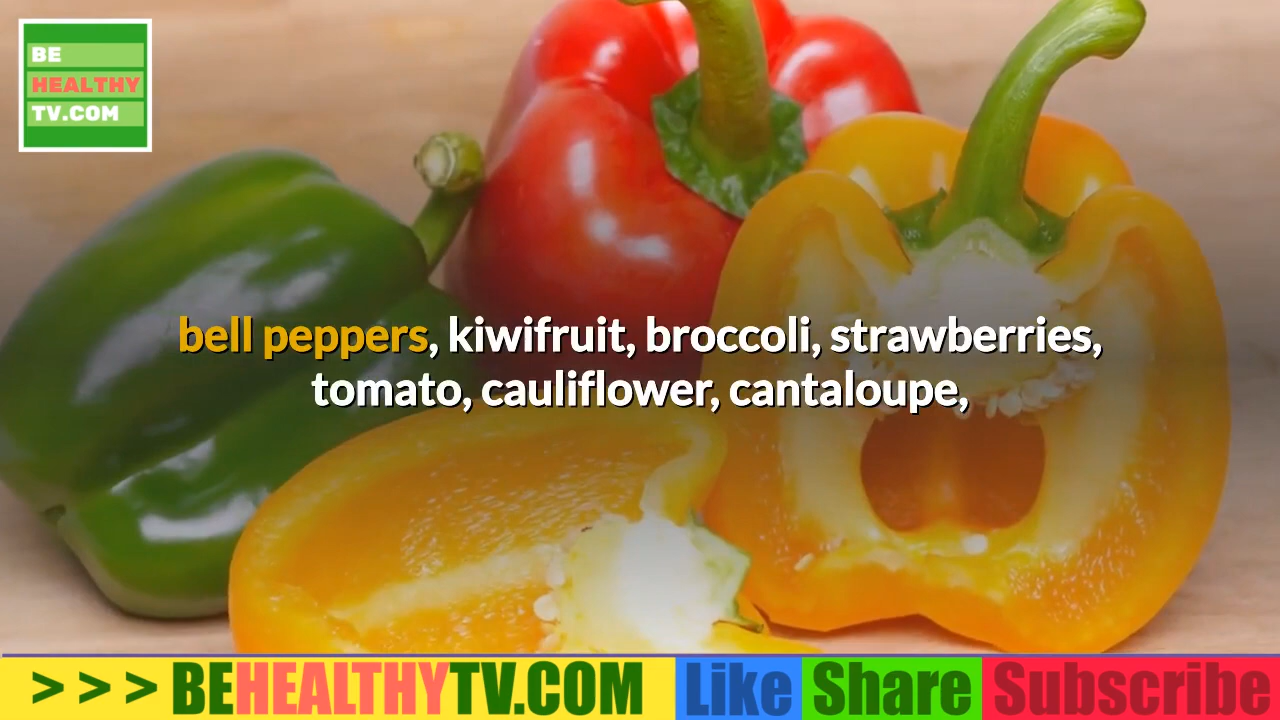 BE
HEALTHY
TV.COM
bell peppers, kiwifruit, broccoli, strawberries,
tomato, cauliflower, cantaloupe,
> > > BEHEALTHYTV.COM Like Share Subscribe